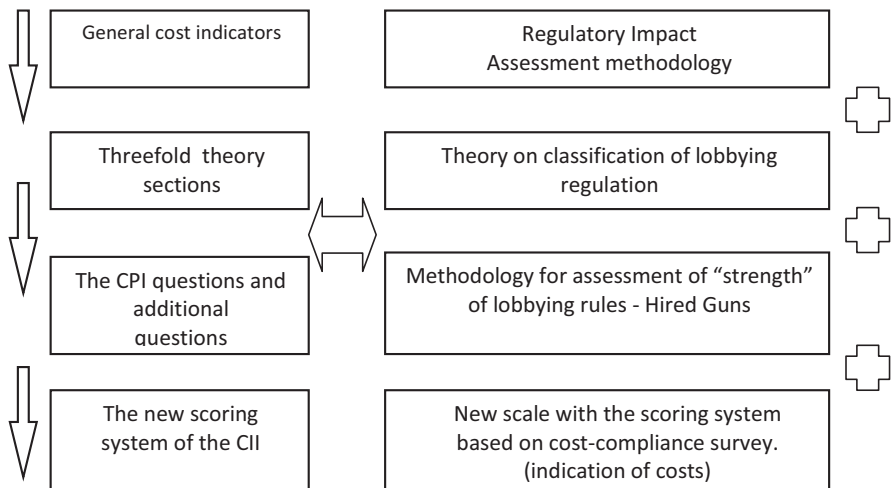 General cost indicators
Regulatory Impact
Assessment methodology
Threefold theory
sections
Theory on classification of lobbying
regulation
The CPI questions and
additional
questions
Methodology for assessment of “strength”
of lobbying rules - Hired Guns
The new scoring
system of the CII
New scale with the scoring system
based on cost-compliance survey.
(indication of costs)